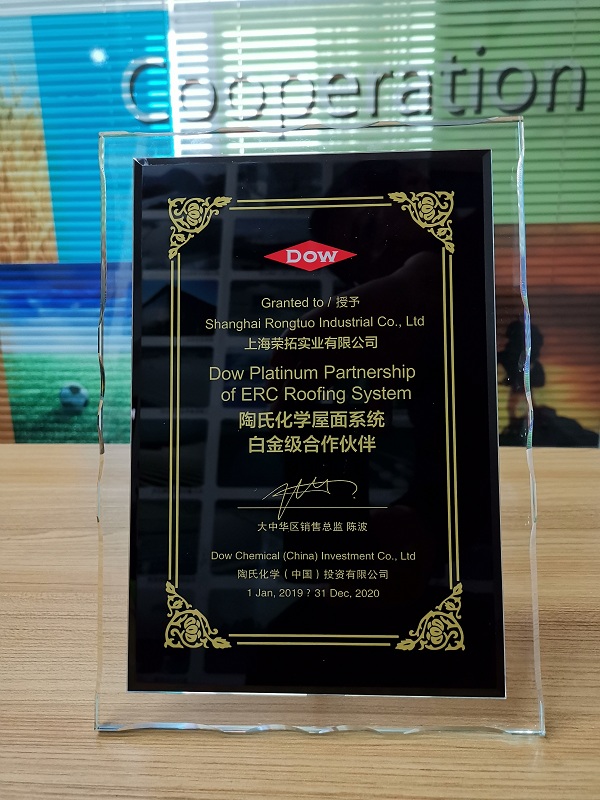 Cooperation
DOW
Granted to / 授予
Shanghai Rongtuo Industrial Co., Ltd
上海荣拓实业有限公司
Dow Platinum Partnership
of ERC Roofing System
陶氏化学屋面系统
白金级合作伙伴
大中华区销售总监 陈波
Dow Chemical (China) Investment Co., Ltd
陶氏化学（中国）投资有限公司
1 Jan, 2019 ? 31 Dec, 2020